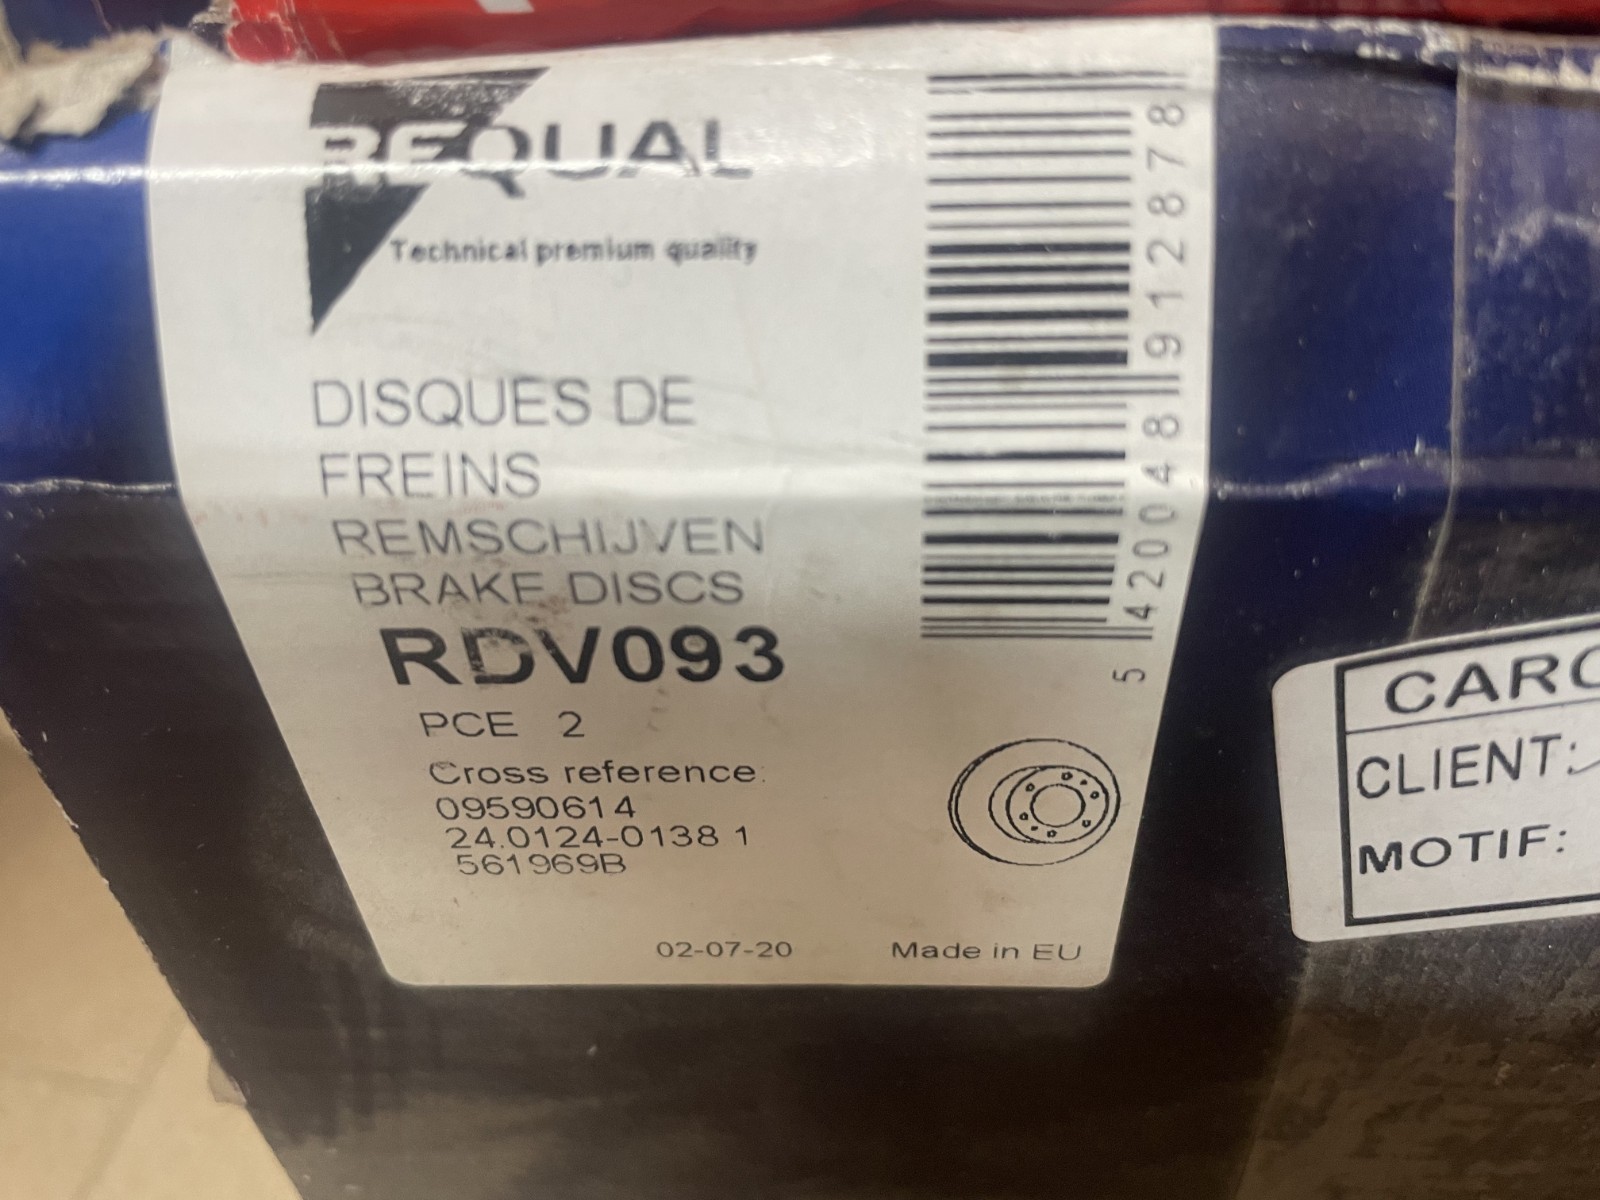 REQUAL
Technical premium quality
DISQUES DE
FREINS
REMSCHIJVEN
BRAKE DISCS
RDV093
PCE 2
Cross reference:
09590614
24.0124-0138 1
561969B
02-07-20 Made in EU
5 420048 912878
CLIENT:
MOTIF: